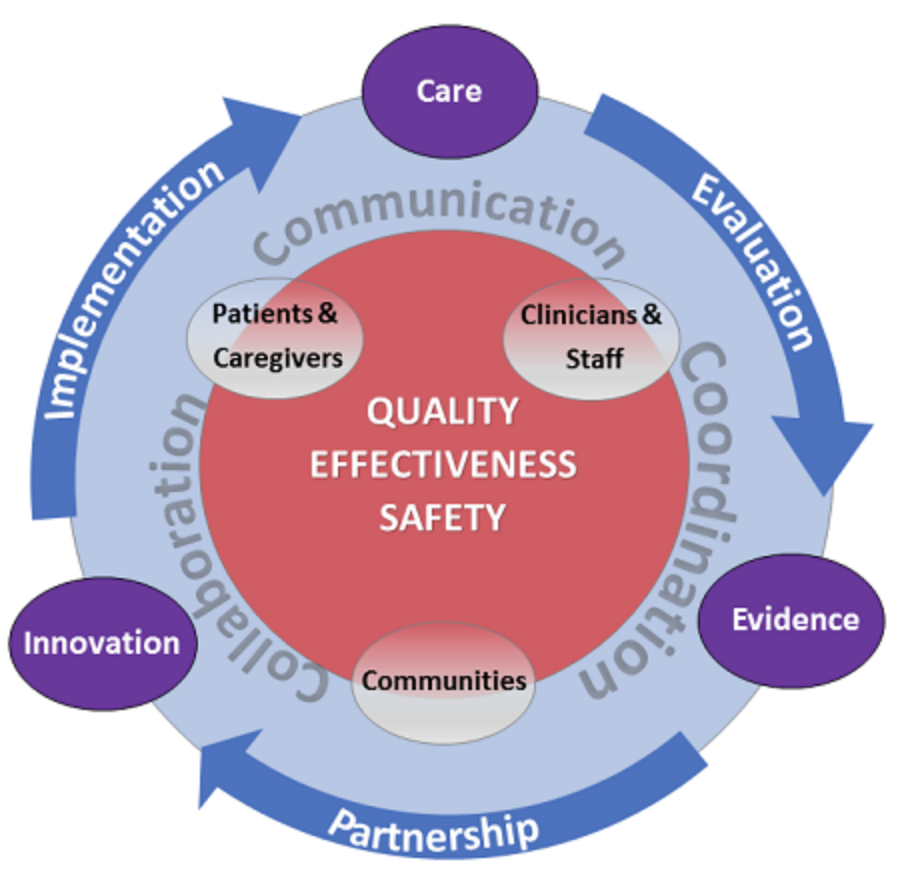 Care
Implementation
Evaluation
Communication
Patients &
Caregivers
Clinicians &
Staff
QUALITY
EFFECTIVENESS
SAFETY
Collaboration
Coordination
Innovation
Evidence
Communities
Partnership